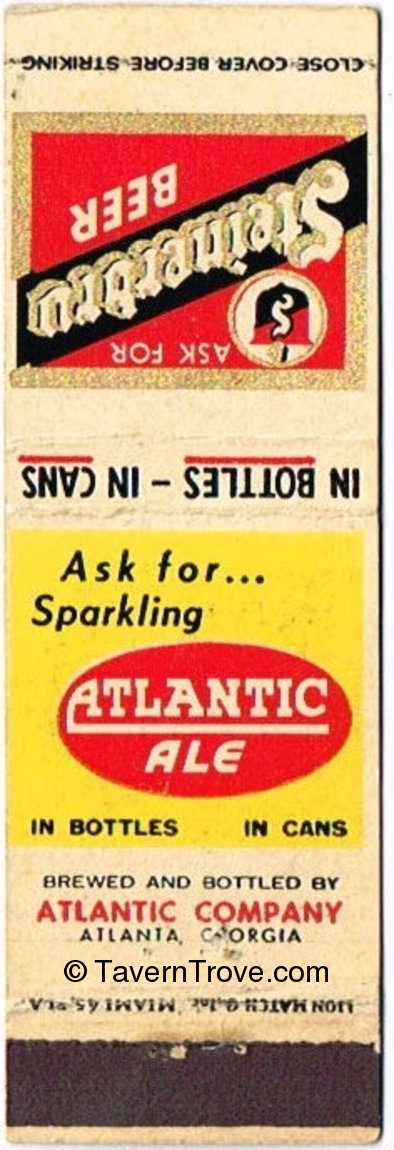 CLOSE COVER BEFORE STRIKING
ASK FOR
Steinerbru
BEER
IN BOTTLES - IN CANS
Ask for...
Sparkling
ATLANTIC
ALE
IN BOTTLES IN CANS
BREWED AND BOTTLED BY
ATLANTIC COMPANY
ATLANTA, GEORGIA
© TavernTrove.com
LION MATCH Inc. MIAMI 45, FLA.